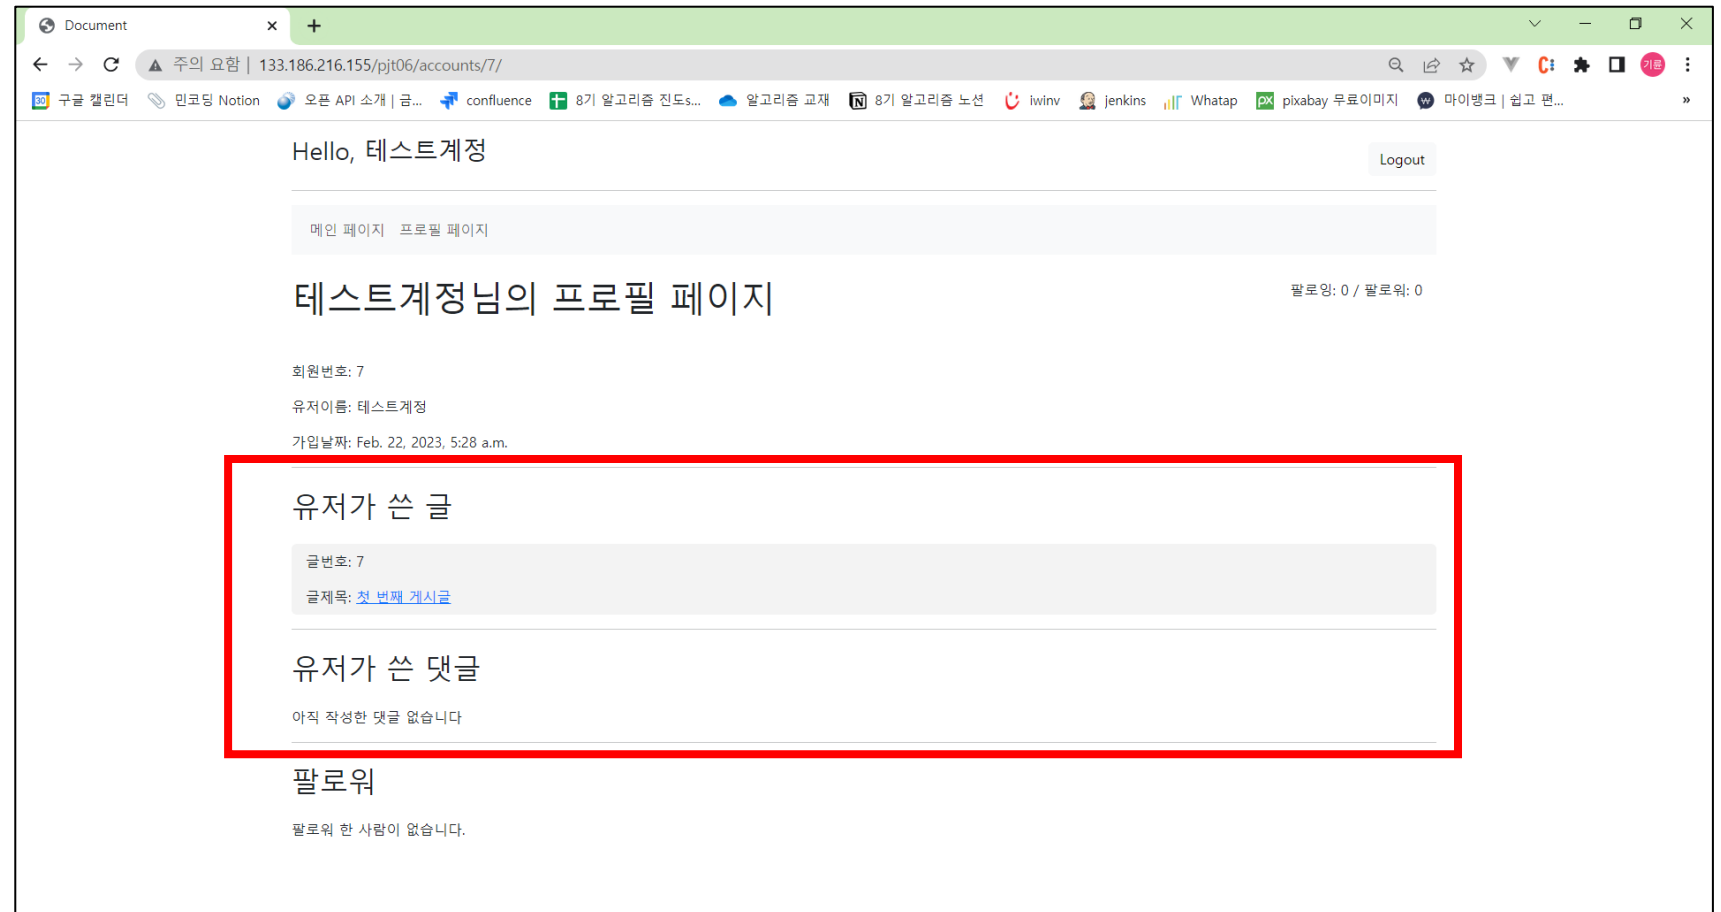 Document
주의 요함 | 133.186.216.155/pjt06/accounts/7/
기륜
30 구글 캘린더 민코딩 Notion 오픈 API 소개 | 금... confluence 8기 알고리즘 진도s... 알고리즘 교재 8기 알고리즘 노션 iwinv jenkins Whatap px pixabay 무료이미지 마이뱅크 | 쉽고 편... »
Hello, 테스트계정
Logout
메인 페이지 프로필 페이지
테스트계정님의 프로필 페이지
팔로잉: 0 / 팔로워: 0
회원번호: 7
유저이름: 테스트계정
가입날짜: Feb. 22, 2023, 5:28 a.m.
유저가 쓴 글
글번호: 7
글제목: 첫 번째 게시글
유저가 쓴 댓글
아직 작성한 댓글 없습니다
팔로워
팔로워 한 사람이 없습니다.